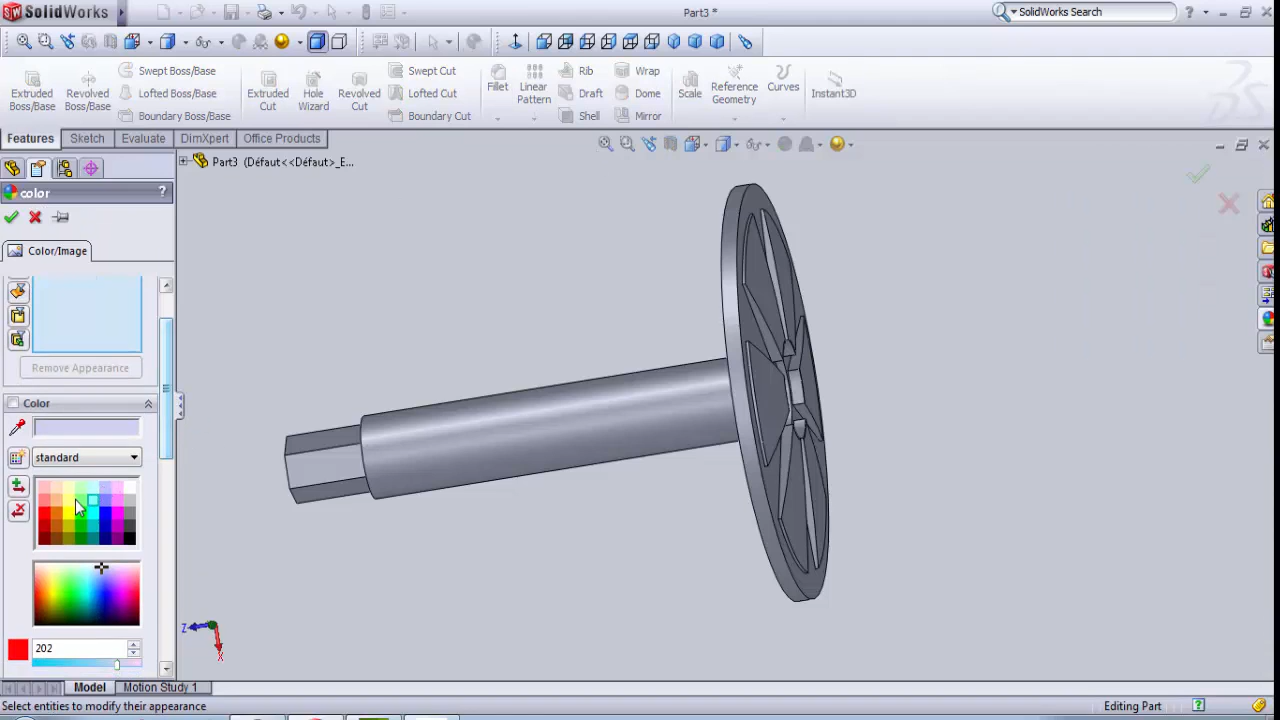 SolidWorks
Part3 *
SolidWorks Search
Extruded Boss/Base
Revolved Boss/Base
Swept Boss/Base
Lofted Boss/Base
Boundary Boss/Base
Extruded Cut
Hole Wizard
Revolved Cut
Swept Cut
Lofted Cut
Boundary Cut
Fillet
Linear Pattern
Rib
Draft
Shell
Wrap
Dome
Mirror
Scale
Reference Geometry
Curves
Instant3D
Features
Sketch
Evaluate
DimXpert
Office Products
Part3 (Défaut<<Défaut>_E...
color
?
Color/Image
Remove Appearance
Color
standard
202
Z
X
Model
Motion Study 1
Select entities to modify their appearance
Editing Part